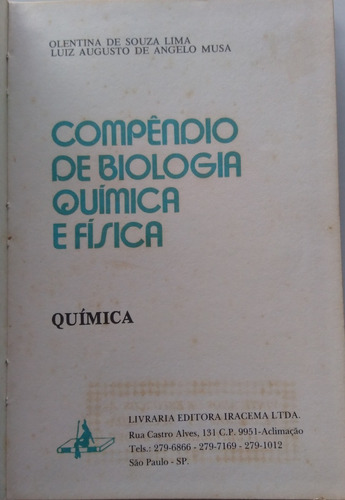 OLENTINA DE SOUZA LIMA
LUIZ AUGUSTO DE ANGELO MUSA
COMPÊNDIO
DE BIOLOGIA
QUÍMICA
E FÍSICA
QUÍMICA
LIVRARIA EDITORA IRACEMA LTDA.
Rua Castro Alves, 131 C.P. 9951-Aclimação
Tels.: 279-6866 - 279-7169 - 279-1012
São Paulo - SP.